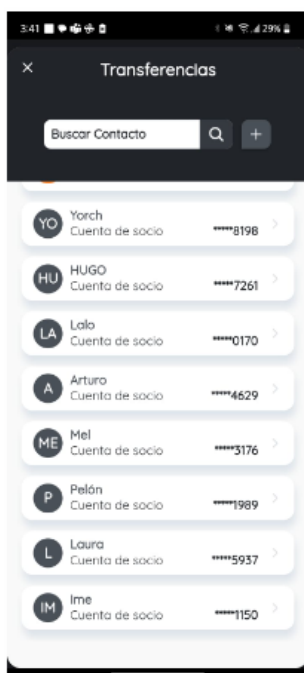 3:41
29%
× Transferencias
Buscar Contacto +
YO Yorch
Cuenta de socio *****8198
HU HUGO
Cuenta de socio *****7261
LA Lalo
Cuenta de socio *****0170
A Arturo
Cuenta de socio *****4629
ME Mel
Cuenta de socio *****3176
P Pelón
Cuenta de socio *****1989
L Laura
Cuenta de socio *****5937
IM Ime
Cuenta de socio *****1150